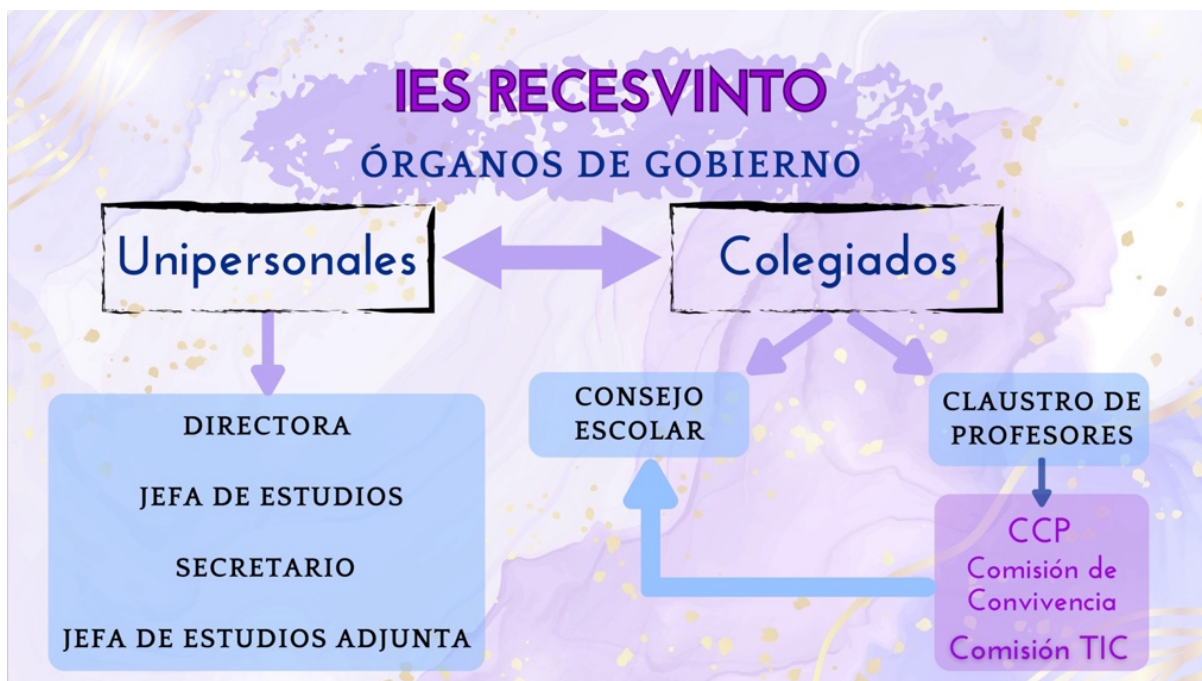 IES RECESVINTO
ÓRGANOS DE GOBIERNO
Unipersonales
Colegiados
DIRECTORA
JEFA DE ESTUDIOS
SECRETARIO
JEFA DE ESTUDIOS ADJUNTA
CONSEJO
ESCOLAR
CLAUSTRO DE
PROFESORES
CCP
Comisión de
Convivencia
Comisión TIC